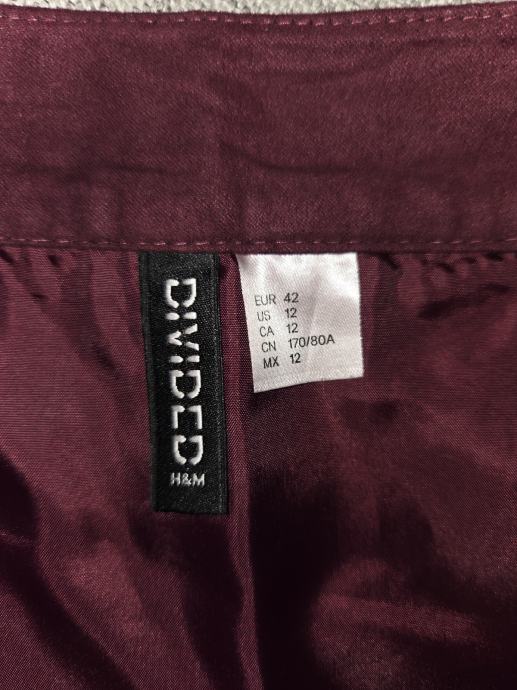 DIVIDED
H&M
EUR 42
US 12
CA 12
CN 170/80A
MX 12